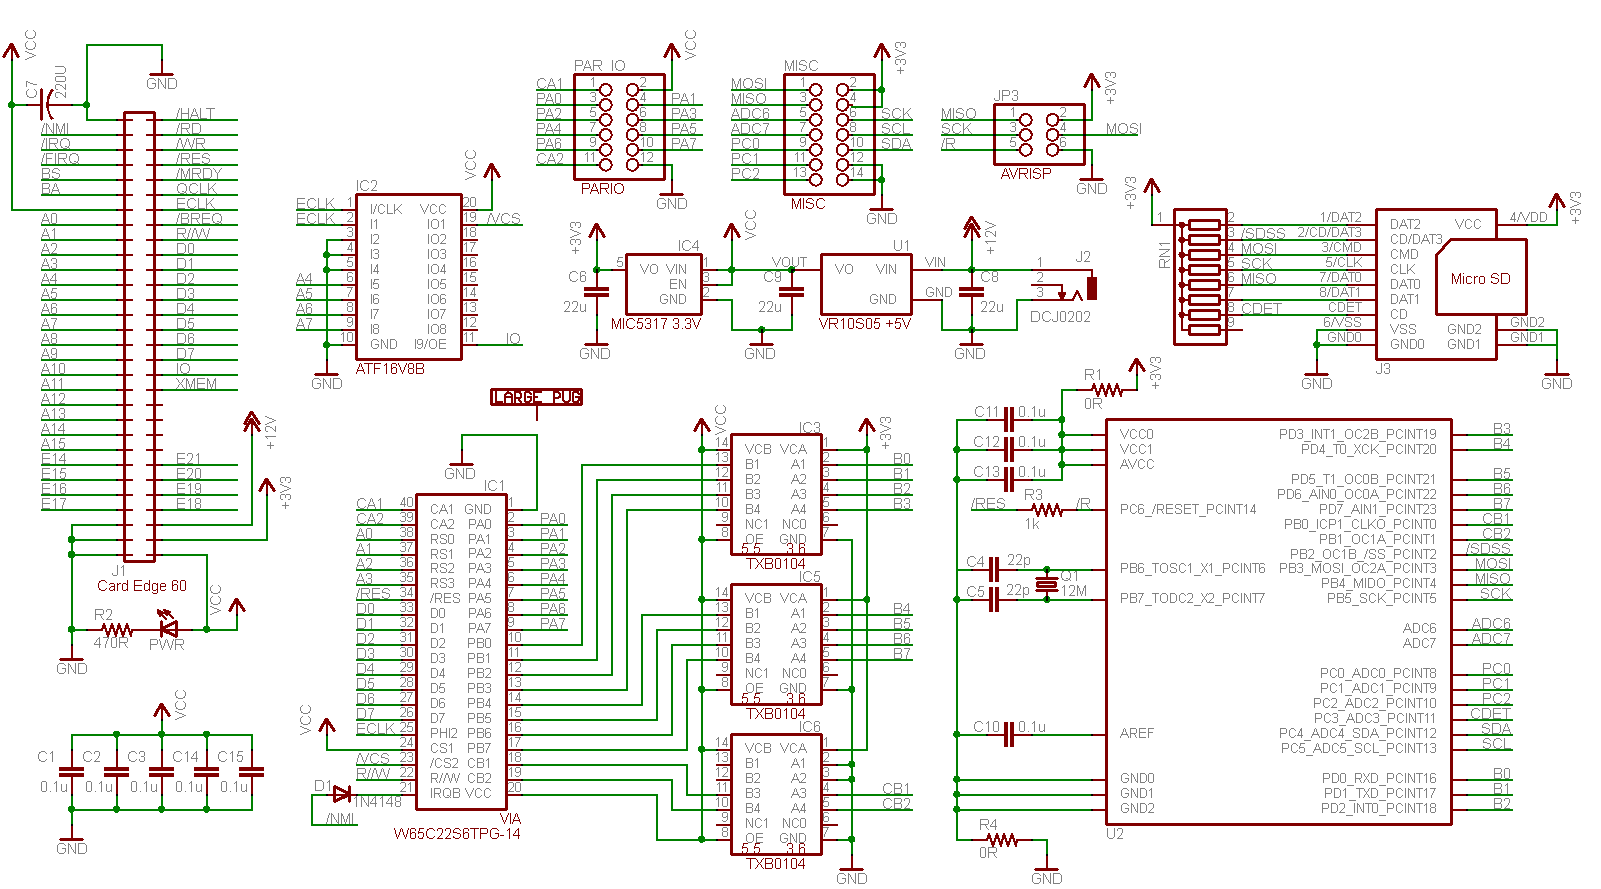 VCC
C7
220U
GND
/HALT
/NMI /RD
/IRQ /WR
/FIRQ /RES
BS /MRDY
BA QCLK
ECLK
A0 /BREQ
A1 R//W
A2 D0
A3 D1
A4 D2
A5 D3
A6 D4
A7 D5
A8 D6
A9 D7
A10 IO
A11 XMEM
A12
A13
A14
A15
E14 E21
E15 E20
E16 E19
E17 E18
+12V
+3V3
J1
Card Edge 60
VCC
R2
470R
PWR
GND
VCC
C1 C2 C3 C14 C15
0.1u 0.1u 0.1u 0.1u 0.1u
GND
IC2
VCC
ECLK 1 I/CLK VCC 20
ECLK 2 I1 IO1 19 /VCS
3 I2 IO2 18
4 I3 IO3 17
5 I4 IO4 16
A4 6 I5 IO5 15
A5 7 I6 IO6 14
A6 8 I7 IO7 13
A7 9 I8 IO8 12
10 GND I9/OE 11 IO
GND
ATF16V8B
PAR IO
VCC
CA1 1 2
PA0 3 4 PA1
PA2 5 6 PA3
PA4 7 8 PA5
PA6 9 10 PA7
CA2 11 12
PARIO
GND
MISC
+3V3
MOSI 1 2
MISO 3 4
ADC6 5 6 SCK
ADC7 7 8 SCL
PC0 9 10 SDA
PC1 11 12
PC2 13 14
MISC
GND
JP3
+3V3
MISO 1 2
SCK 3 4 MOSI
/R 5 6
AVRISP
GND
+3V3
IC4
VCC
C6
22u
5 VO VIN 1
EN 3
GND 2
MIC5317 3.3V
GND
VOUT
C9
22u
GND
U1
VO VIN
GND
VR10S05 +5V
VIN
GND
+12V
C8
22u
GND
J2
1
2
3
DCJ0202
+3V3
RN1
1 2 1/DAT2 DAT2 VCC 4/VDD
3 /SDSS 2/CD/DAT3 CD/DAT3
4 MOSI 3/CMD CMD
5 SCK 5/CLK CLK
6 MISO 7/DAT0 DAT0
7 8/DAT1 DAT1
8 CDET CDET CD
9 6/VSS VSS GND2 GND2
GND0 GND0 GND1 GND1
Micro SD
+3V3
GND
J3
GND
LARGE PUG
GND
IC1
CA1 40 CA1 GND 1
CA2 39 CA2 PA0 2 PA0
A0 38 RS0 PA1 3 PA1
A1 37 RS1 PA2 4 PA2
A2 36 RS2 PA3 5 PA3
A3 35 RS3 PA4 6 PA4
/RES 34 /RES PA5 7 PA5
D0 33 D0 PA6 8 PA6
D1 32 D1 PA7 9 PA7
D2 31 D2 PB0 10
D3 30 D3 PB1 11
D4 29 D4 PB2 12
D5 28 D5 PB3 13
D6 27 D6 PB4 14
D7 26 D7 PB5 15
ECLK 25 PHI2 PB6 16
24 CS1 PB7 17
/VCS 23 /CS2 CB1 18
R//W 22 R//W CB2 19
21 IRQB VCC 20
VCC
D1
1N4148
/NMI
VIA
W65C22S6TPG-14
VCC
IC3
+3V3
14 VCB VCA 1
13 B1 A1 2 B0
12 B2 A2 3 B1
11 B3 A3 4 B2
10 B4 A4 5 B3
9 NC1 NC0 6
8 OE GND 7
5.5 3.6
TXB0104
IC5
14 VCB VCA 1
13 B1 A1 2 B4
12 B2 A2 3 B5
11 B3 A3 4 B6
10 B4 A4 5 B7
9 NC1 NC0 6
8 OE GND 7
5.5 3.6
TXB0104
IC6
14 VCB VCA 1
13 B1 A1 2
12 B2 A2 3
11 B3 A3 4 CB1
10 B4 A4 5 CB2
9 NC1 NC0 6
8 OE GND 7
5.5 3.6
TXB0104
GND
R1
0R
+3V3
C11 0.1u
C12 0.1u
C13 0.1u
/RES R3 /R
1k
C4 22p
C5 22p
Q1
12M
C10 0.1u
R4
0R
GND
VCC0 PD3_INT1_OC2B_PCINT19 B3
VCC1 PD4_T0_XCK_PCINT20 B4
AVCC
PD5_T1_OC0B_PCINT21 B5
PD6_AIN0_OC0A_PCINT22 B6
PC6_/RESET_PCINT14 PD7_AIN1_PCINT23 B7
PB0_ICP1_CLKO_PCINT0 CB1
PB1_OC1A_PCINT1 CB2
PB2_OC1B_/SS_PCINT2 /SDSS
PB6_TOSC1_X1_PCINT6 PB3_MOSI_OC2A_PCINT3 MOSI
PB4_MIDO_PCINT4 MISO
PB7_TODC2_X2_PCINT7 PB5_SCK_PCINT5 SCK
ADC6 ADC6
ADC7 ADC7
PC0_ADC0_PCINT8 PC0
PC1_ADC1_PCINT9 PC1
PC2_ADC2_PCINT10 PC2
PC3_ADC3_PCINT11 CDET
AREF PC4_ADC4_SDA_PCINT12 SDA
PC5_ADC5_SCL_PCINT13 SCL
GND0 PD0_RXD_PCINT16 B0
GND1 PD1_TXD_PCINT17 B1
GND2 PD2_INT0_PCINT18 B2
U2